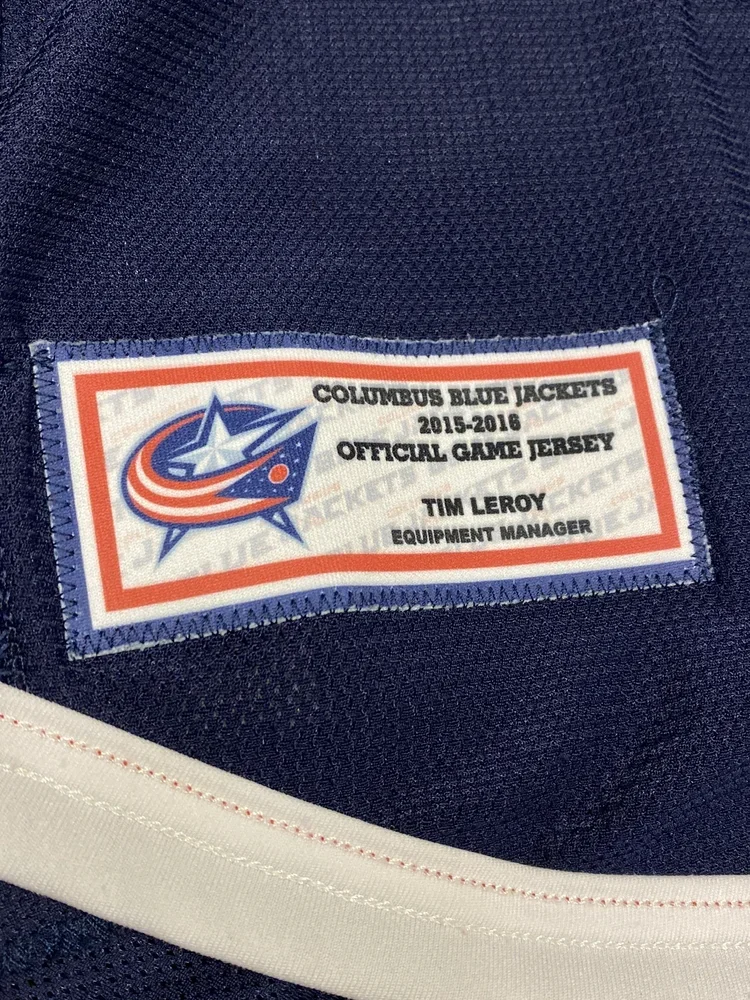 COLUMBUS BLUE JACKETS
2015-2016
OFFICIAL GAME JERSEY
TIM LEROY
EQUIPMENT MANAGER